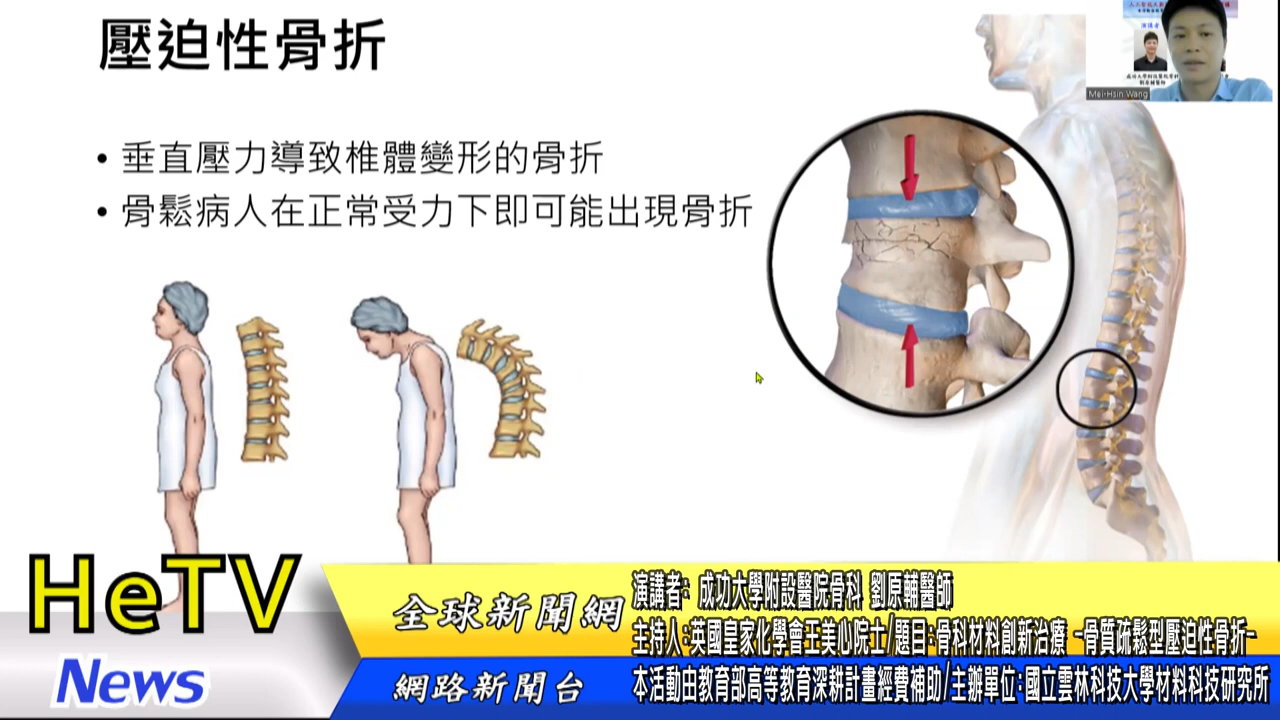 壓迫性骨折
• 垂直壓力導致椎體變形的骨折
• 骨鬆病人在正常受力下即可能出現骨折
演講者
Mei-Hsin Wang
HeTV
News
全球新聞網
網路新聞台
演講者: 成功大學附設醫院骨科 劉原輔醫師
主持人:英國皇家化學會王美心院士/題目:骨科材料創新治療 -骨質疏鬆型壓迫性骨折-
本活動由教育部高等教育深耕計畫經費補助/主辦單位:國立雲林科技大學材料科技研究所